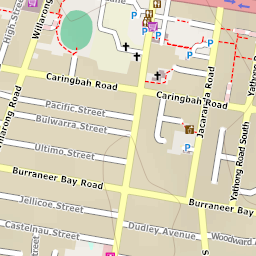 High Street
Willarong Road
Caringbah Road
Caringbah Road
Pacific Street
Bulwarra Street
Willarong Road
Ultimo Street
Jacaranda Road
Yathong Road
Yathong Road South
Burraneer Bay Road
Burraneer Bay
Jellicoe Street
Castelnau Street
Dudley Avenue
Woodward
P
P
P
P
P
S